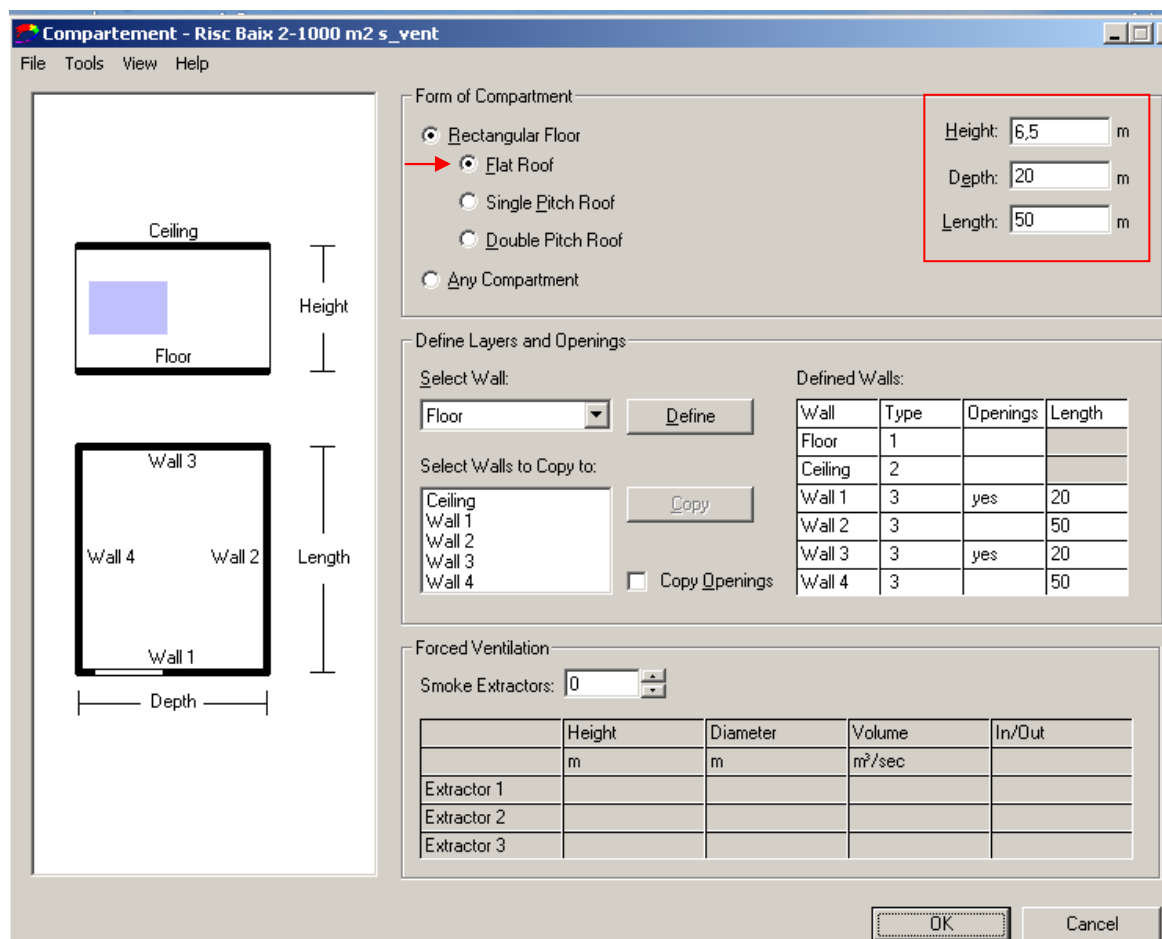 Compartement - Risc Baix 2-1000 m2 s_vent
File Tools View Help
Ceiling
Height
Floor
Wall 3
Wall 4 Wall 2 Length
Wall 1
Depth
Form of Compartment
Rectangular Floor
Flat Roof
Single Pitch Roof
Double Pitch Roof
Any Compartment
Height: 6,5 m
Depth: 20 m
Length: 50 m
Define Layers and Openings
Select Wall:
Floor Define
Select Walls to Copy to:
Ceiling
Wall 1
Wall 2
Wall 3
Wall 4
Copy
Copy Openings
Defined Walls:
Wall Type Openings Length
Floor 1
Ceiling 2
Wall 1 3 yes 20
Wall 2 3 50
Wall 3 3 yes 20
Wall 4 3 50
Forced Ventilation
Smoke Extractors: 0
Height Diameter Volume In/Out
m m m³/sec
Extractor 1
Extractor 2
Extractor 3
OK Cancel